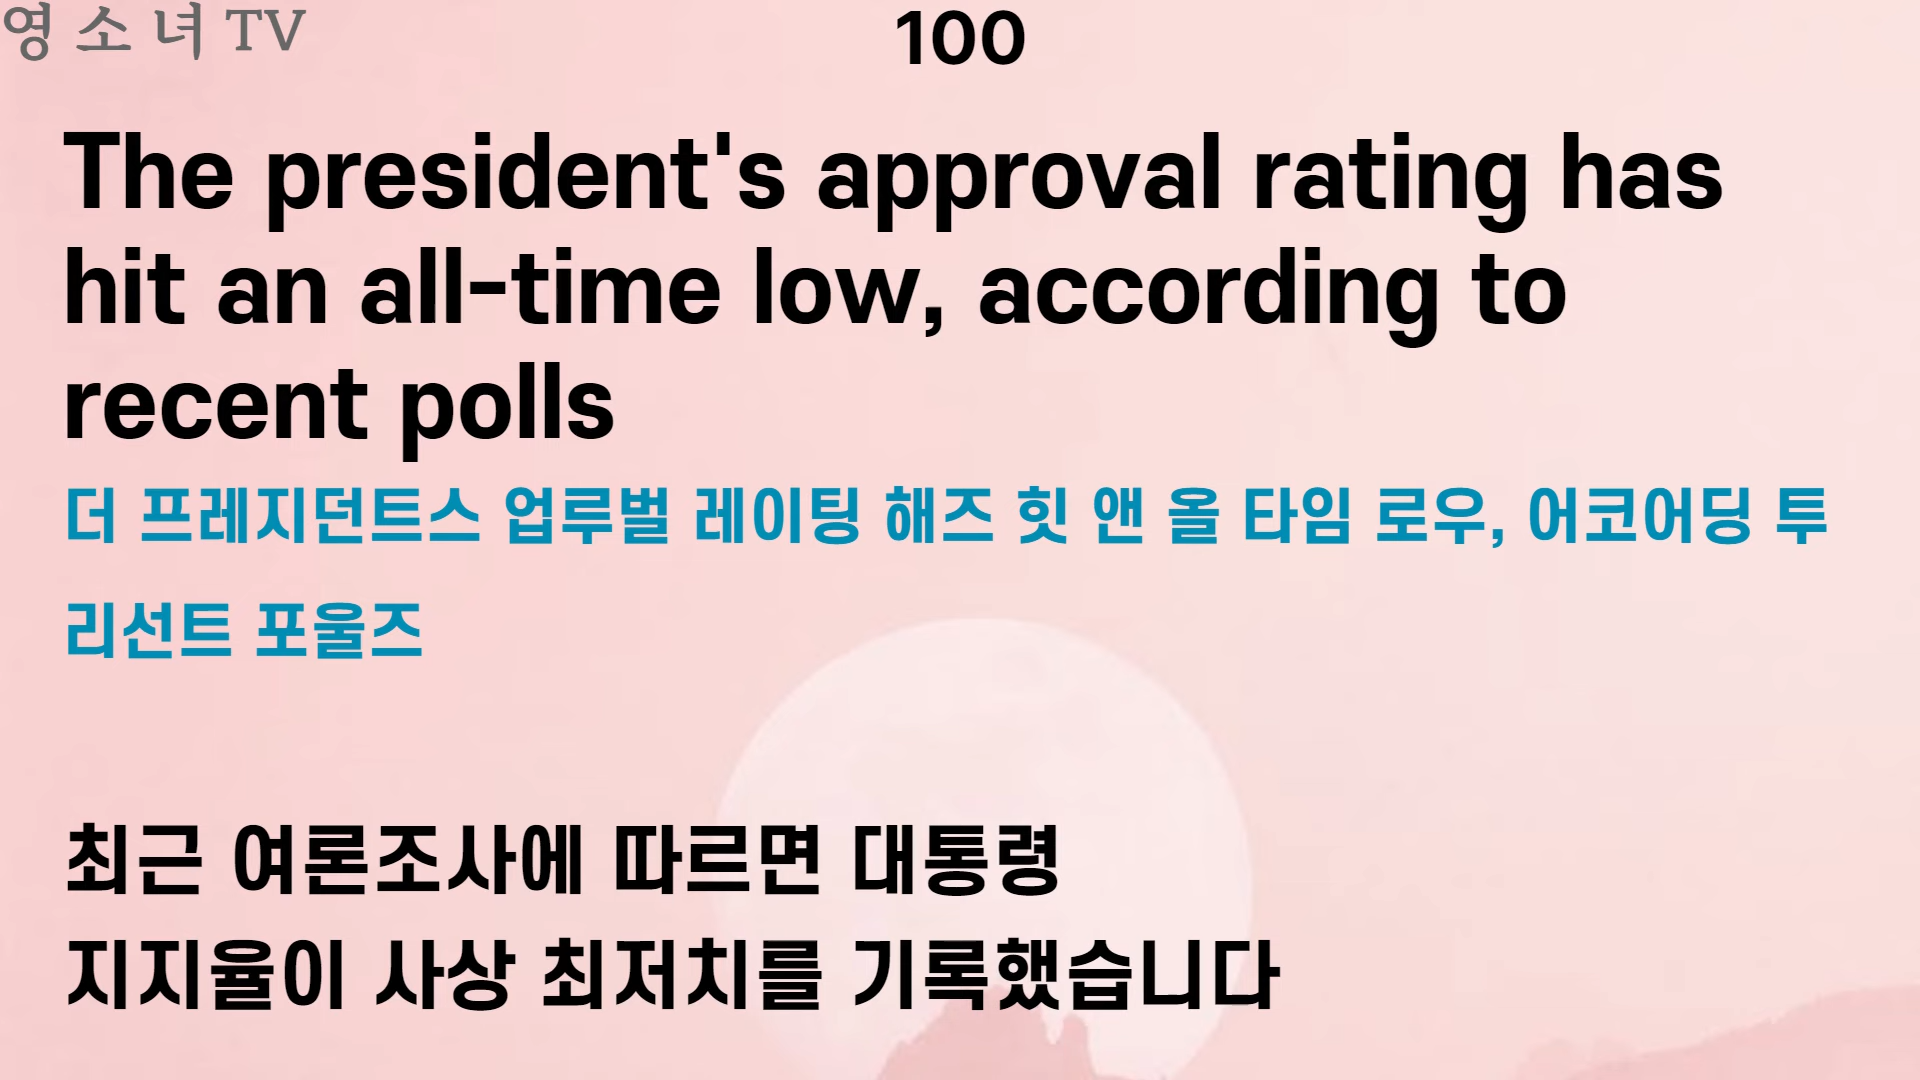 영소녀TV
100
The president's approval rating has
hit an all-time low, according to
recent polls
더 프레지던트스 업루벌 레이팅 해즈 힛 앤 올 타임 로우, 어코어딩 투
리선트 포울즈
최근 여론조사에 따르면 대통령
지지율이 사상 최저치를 기록했습니다